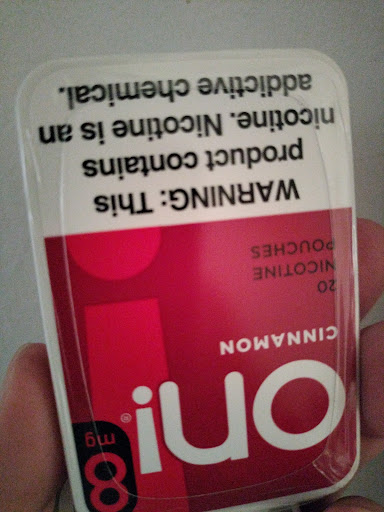 WARNING: This
product contains
nicotine. Nicotine is an
addictive chemical.
20
NICOTINE
POUCHES
CINNAMON
on!®
8
mg